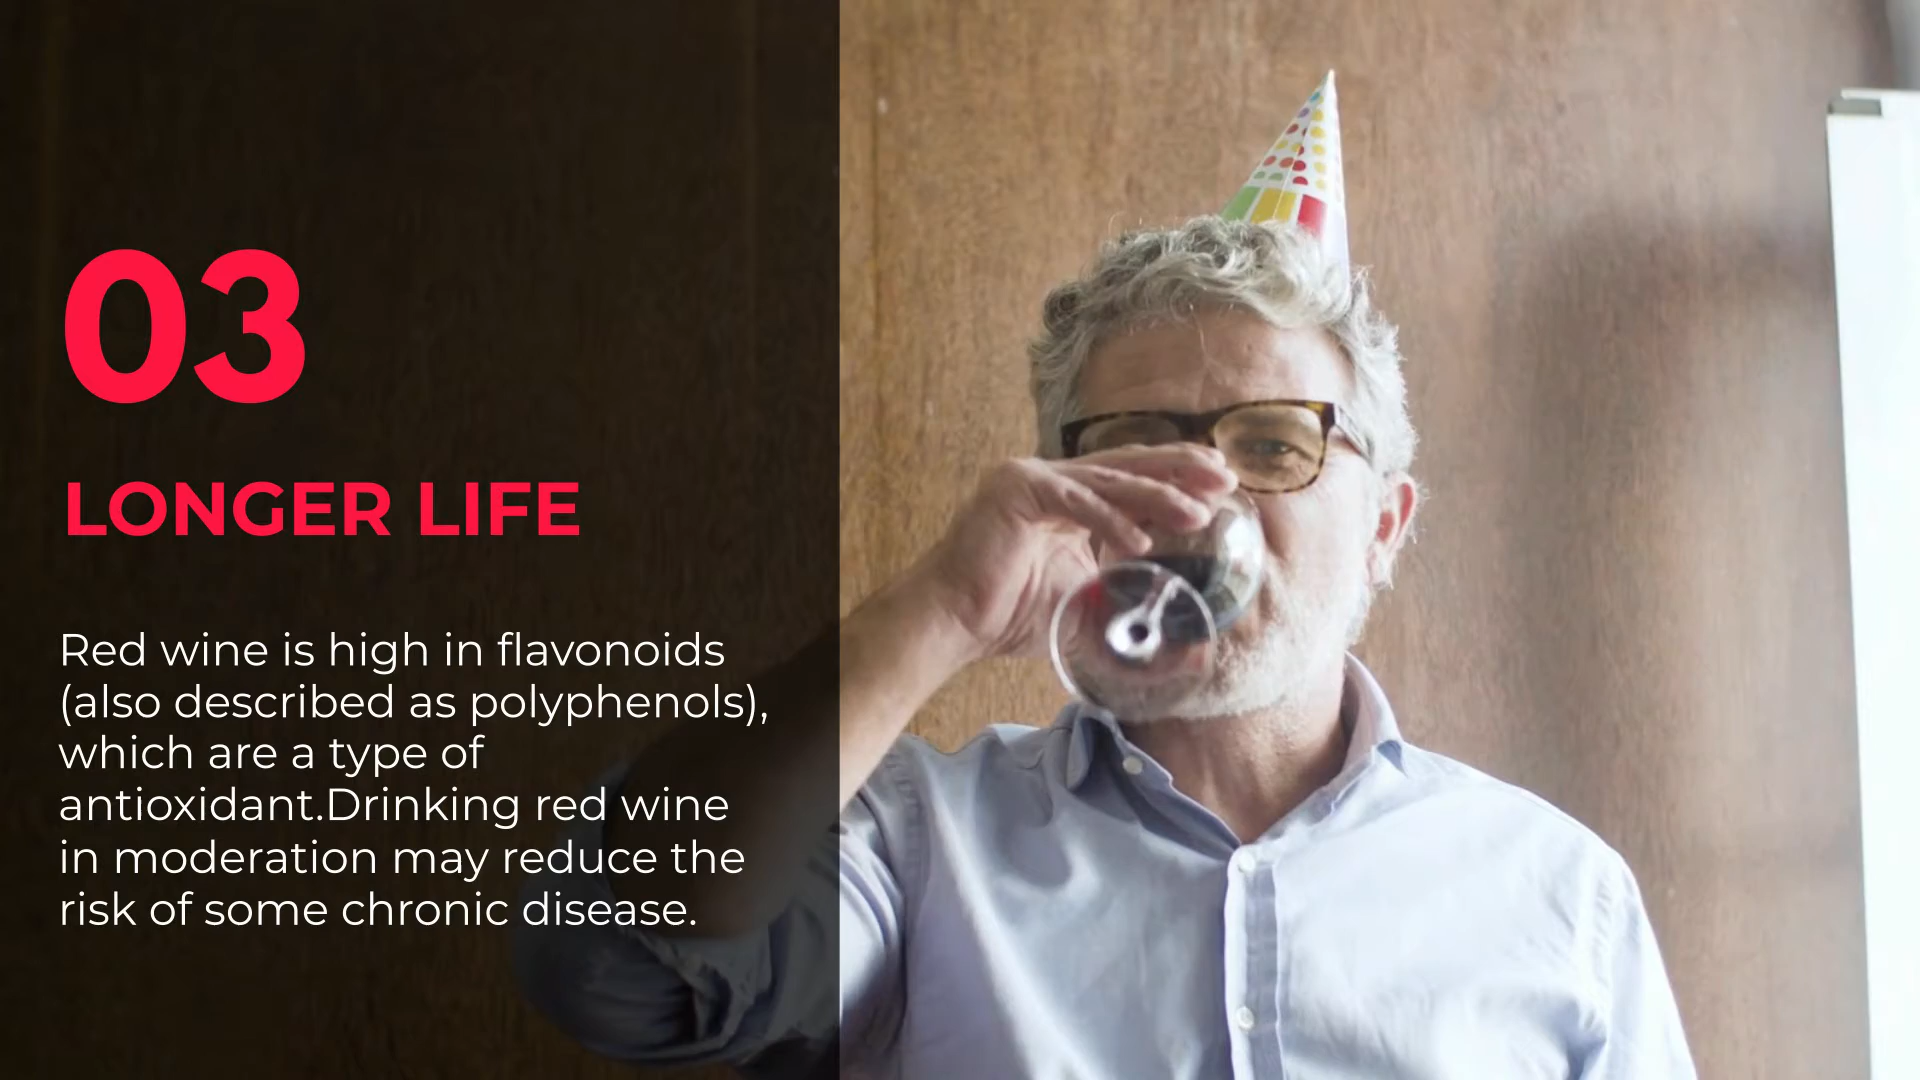 03
LONGER LIFE
Red wine is high in flavonoids
(also described as polyphenols),
which are a type of
antioxidant.Drinking red wine
in moderation may reduce the
risk of some chronic disease.